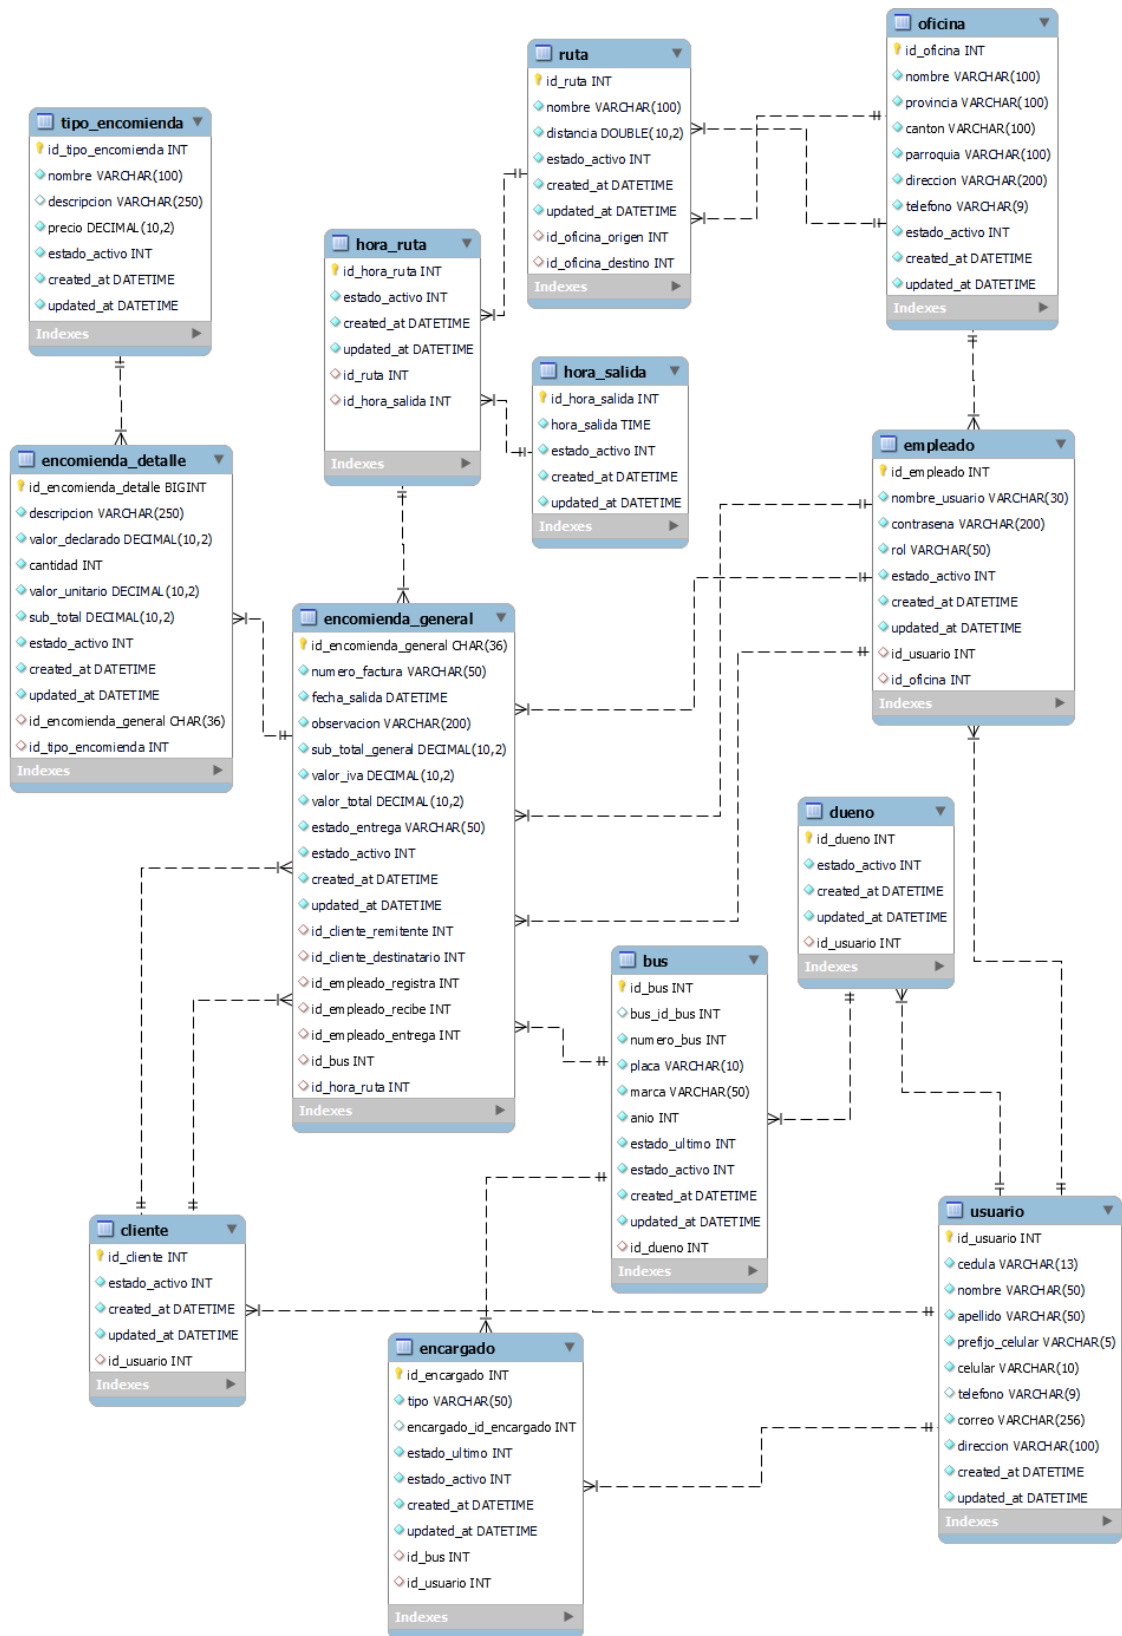 oficina
id_oficina INT
nombre VARCHAR(100)
provincia VARCHAR(100)
canton VARCHAR(100)
parroquia VARCHAR(100)
direccion VARCHAR(200)
telefono VARCHAR(9)
estado_activo INT
created_at DATETIME
updated_at DATETIME
Indexes
ruta
id_ruta INT
nombre VARCHAR(100)
distancia DOUBLE(10,2)
estado_activo INT
created_at DATETIME
updated_at DATETIME
id_oficina_origen INT
id_oficina_destino INT
Indexes
tipo_encomienda
id_tipo_encomienda INT
nombre VARCHAR(100)
descripcion VARCHAR(250)
precio DECIMAL(10,2)
estado_activo INT
created_at DATETIME
updated_at DATETIME
Indexes
hora_ruta
id_hora_ruta INT
estado_activo INT
created_at DATETIME
updated_at DATETIME
id_ruta INT
id_hora_salida INT
Indexes
hora_salida
id_hora_salida INT
hora_salida TIME
estado_activo INT
created_at DATETIME
updated_at DATETIME
Indexes
empleado
id_empleado INT
nombre_usuario VARCHAR(30)
contrasena VARCHAR(200)
rol VARCHAR(50)
estado_activo INT
created_at DATETIME
updated_at DATETIME
id_usuario INT
id_oficina INT
Indexes
encomienda_detalle
id_encomienda_detalle BIGINT
descripcion VARCHAR(250)
valor_declarado DECIMAL(10,2)
cantidad INT
valor_unitario DECIMAL(10,2)
sub_total DECIMAL(10,2)
estado_activo INT
created_at DATETIME
updated_at DATETIME
id_encomienda_general CHAR(36)
id_tipo_encomienda INT
Indexes
encomienda_general
id_encomienda_general CHAR(36)
numero_factura VARCHAR(50)
fecha_salida DATETIME
observacion VARCHAR(200)
sub_total_general DECIMAL(10,2)
valor_iva DECIMAL(10,2)
valor_total DECIMAL(10,2)
estado_entrega VARCHAR(50)
estado_activo INT
created_at DATETIME
updated_at DATETIME
id_cliente_remitente INT
id_cliente_destinatario INT
id_empleado_registra INT
id_empleado_recibe INT
id_empleado_entrega INT
id_bus INT
id_hora_ruta INT
Indexes
dueno
id_dueno INT
estado_activo INT
created_at DATETIME
updated_at DATETIME
id_usuario INT
Indexes
bus
id_bus INT
bus_id_bus INT
numero_bus INT
placa VARCHAR(10)
marca VARCHAR(50)
anio INT
estado_ultimo INT
estado_activo INT
created_at DATETIME
updated_at DATETIME
id_dueno INT
Indexes
cliente
id_cliente INT
estado_activo INT
created_at DATETIME
updated_at DATETIME
id_usuario INT
Indexes
usuario
id_usuario INT
cedula VARCHAR(13)
nombre VARCHAR(50)
apellido VARCHAR(50)
prefijo_celular VARCHAR(5)
celular VARCHAR(10)
telefono VARCHAR(9)
correo VARCHAR(256)
direccion VARCHAR(100)
created_at DATETIME
updated_at DATETIME
Indexes
encargado
id_encargado INT
tipo VARCHAR(50)
encargado_id_encargado INT
estado_ultimo INT
estado_activo INT
created_at DATETIME
updated_at DATETIME
id_bus INT
id_usuario INT
Indexes